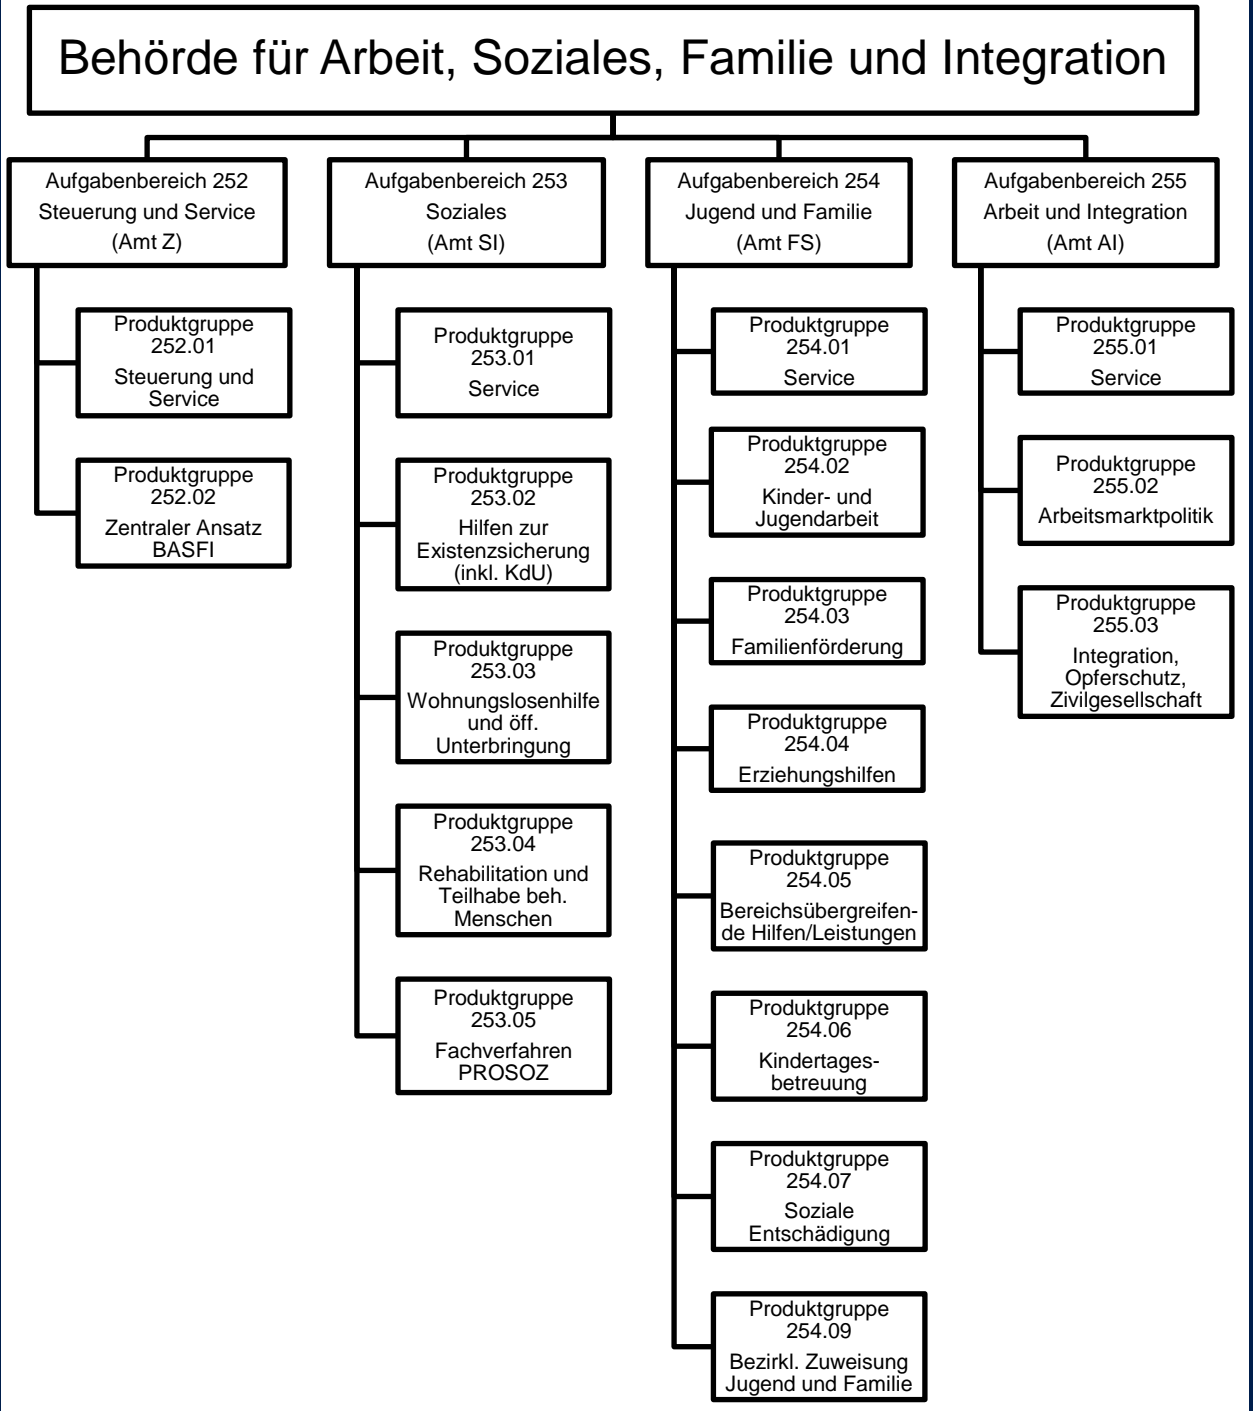 Behörde für Arbeit, Soziales, Familie und Integration
Aufgabenbereich 252
Steuerung und Service
(Amt Z)
Produktgruppe
252.01
Steuerung und
Service
Produktgruppe
252.02
Zentraler Ansatz
BASFI
Aufgabenbereich 253
Soziales
(Amt SI)
Produktgruppe
253.01
Service
Produktgruppe
253.02
Hilfen zur
Existenzsicherung
(inkl. KdU)
Produktgruppe
253.03
Wohnungslosenhilfe
und öff.
Unterbringung
Produktgruppe
253.04
Rehabilitation und
Teilhabe beh.
Menschen
Produktgruppe
253.05
Fachverfahren
PROSOZ
Aufgabenbereich 254
Jugend und Familie
(Amt FS)
Produktgruppe
254.01
Service
Produktgruppe
254.02
Kinder- und
Jugendarbeit
Produktgruppe
254.03
Familienförderung
Produktgruppe
254.04
Erziehungshilfen
Produktgruppe
254.05
Bereichsübergreifen-
de Hilfen/Leistungen
Produktgruppe
254.06
Kindertages-
betreuung
Produktgruppe
254.07
Soziale
Entschädigung
Produktgruppe
254.09
Bezirkl. Zuweisung
Jugend und Familie
Aufgabenbereich 255
Arbeit und Integration
(Amt AI)
Produktgruppe
255.01
Service
Produktgruppe
255.02
Arbeitsmarktpolitik
Produktgruppe
255.03
Integration,
Opferschutz,
Zivilgesellschaft